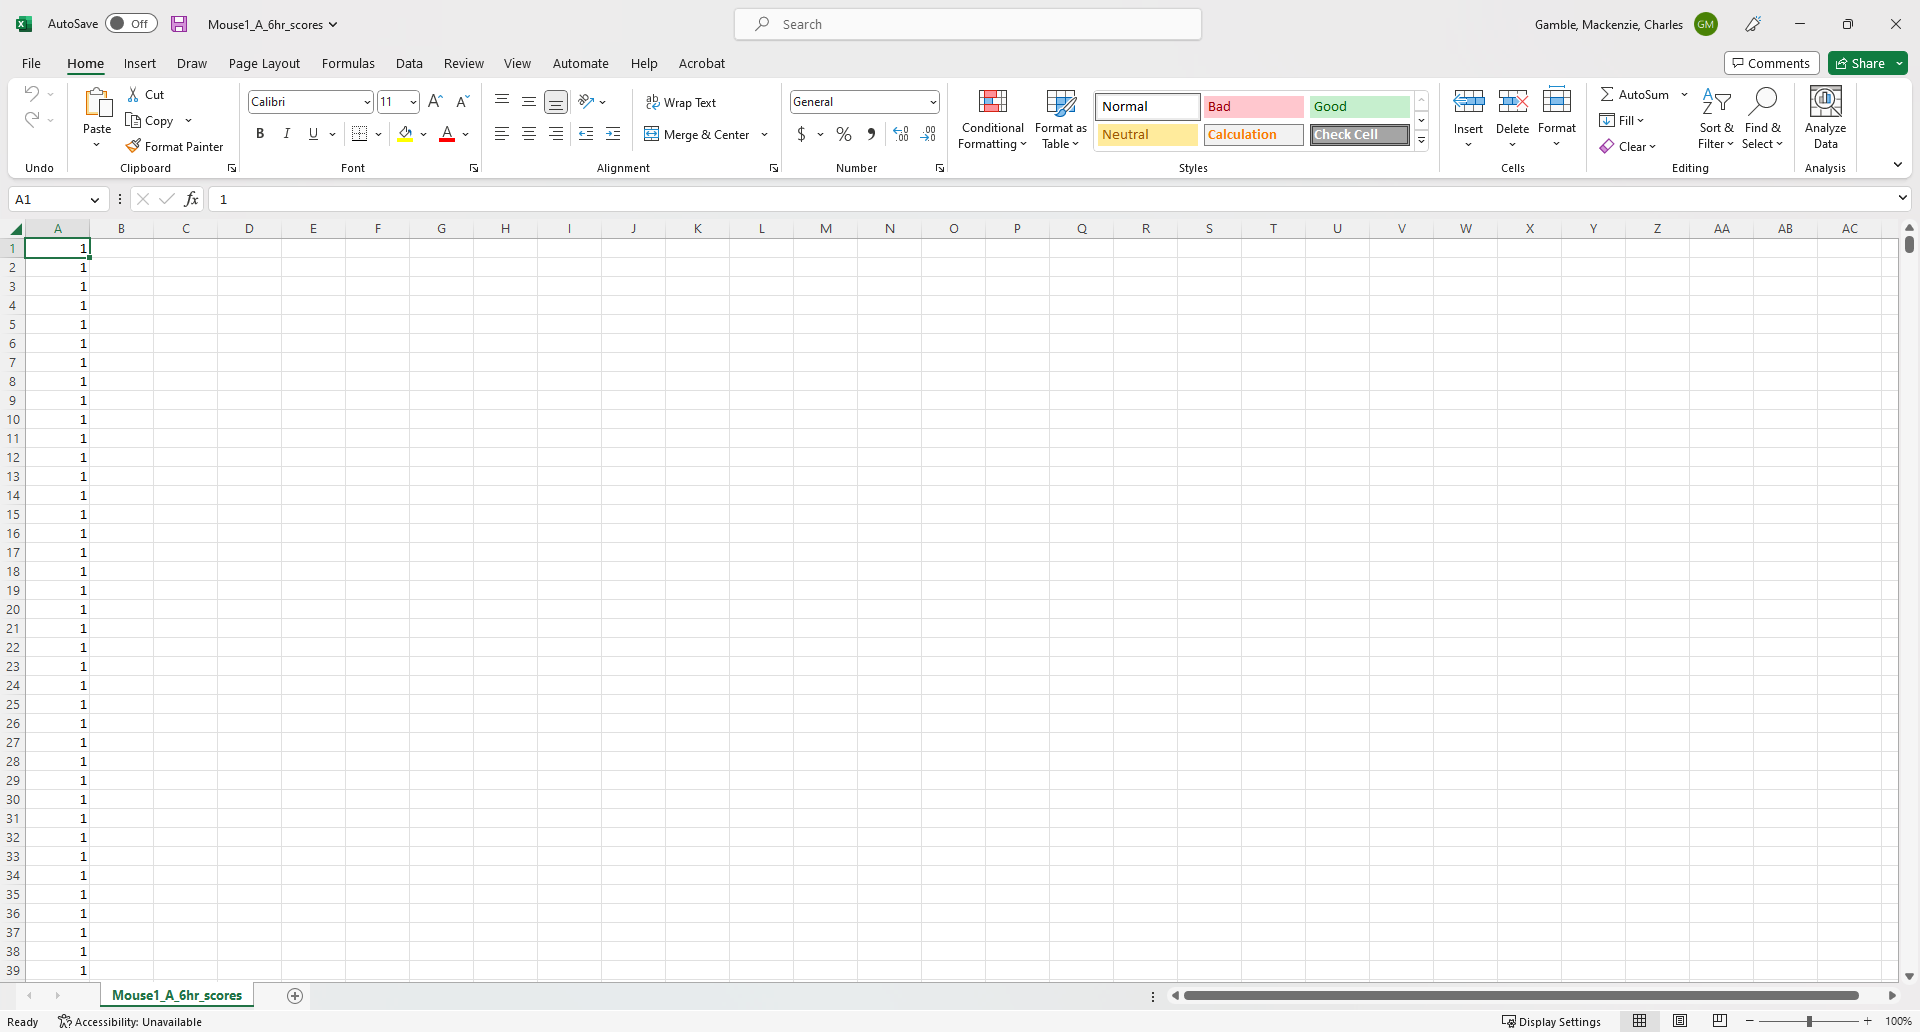 AutoSave Off Mouse1_A_6hr_scores Search Gamble, Mackenzie, Charles GM
File Home Insert Draw Page Layout Formulas Data Review View Automate Help Acrobat Comments Share
Cut
Copy
Format Painter
Paste
Calibri 11
B I U A
Wrap Text
Merge & Center
General
$ % 9
Conditional Formatting
Format as Table
Normal Bad Good
Neutral Calculation Check Cell
Insert Delete Format
AutoSum
Fill
Clear
Sort & Filter
Find & Select
Analyze Data
Undo Clipboard Font Alignment Number Styles Cells Editing Analysis
A1 fx 1
A B C D E F G H I J K L M N O P Q R S T U V W X Y Z AA AB AC
1 1
2 1
3 1
4 1
5 1
6 1
7 1
8 1
9 1
10 1
11 1
12 1
13 1
14 1
15 1
16 1
17 1
18 1
19 1
20 1
21 1
22 1
23 1
24 1
25 1
26 1
27 1
28 1
29 1
30 1
31 1
32 1
33 1
34 1
35 1
36 1
37 1
38 1
39 1
Mouse1_A_6hr_scores
Ready Accessibility: Unavailable Display Settings 100%